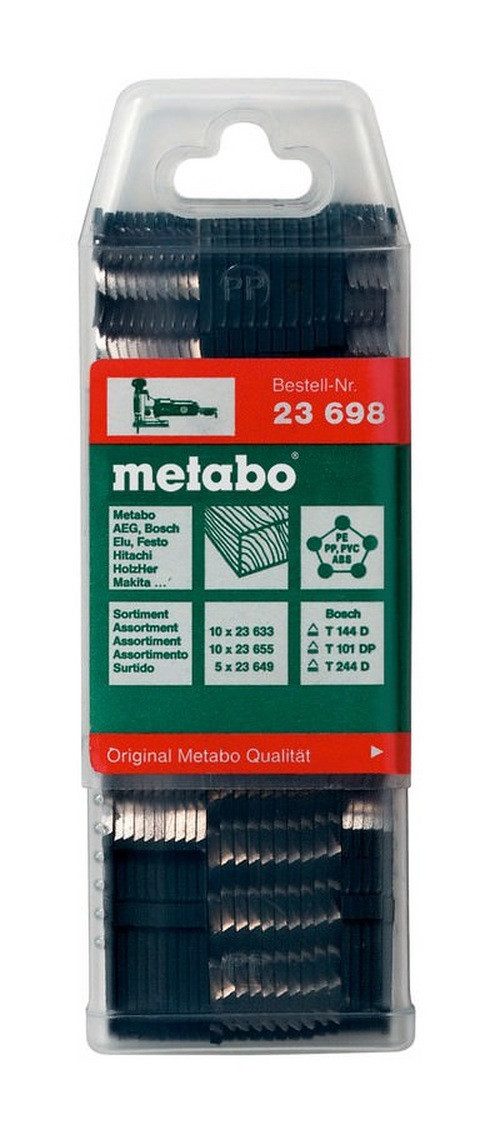 PP
Bestell-Nr.
23 698
metabo®
Metabo
AEG, Bosch
Elu, Festo
Hitachi
HolzHer
Makita ...
PE
PP, PVC
ABS
Sortiment
Assortment
Assortiment
Assortimento
Surtido
10 x 23 633
10 x 23 655
5 x 23 649
Bosch
T 144 D
T 101 DP
T 244 D
Original Metabo Qualität